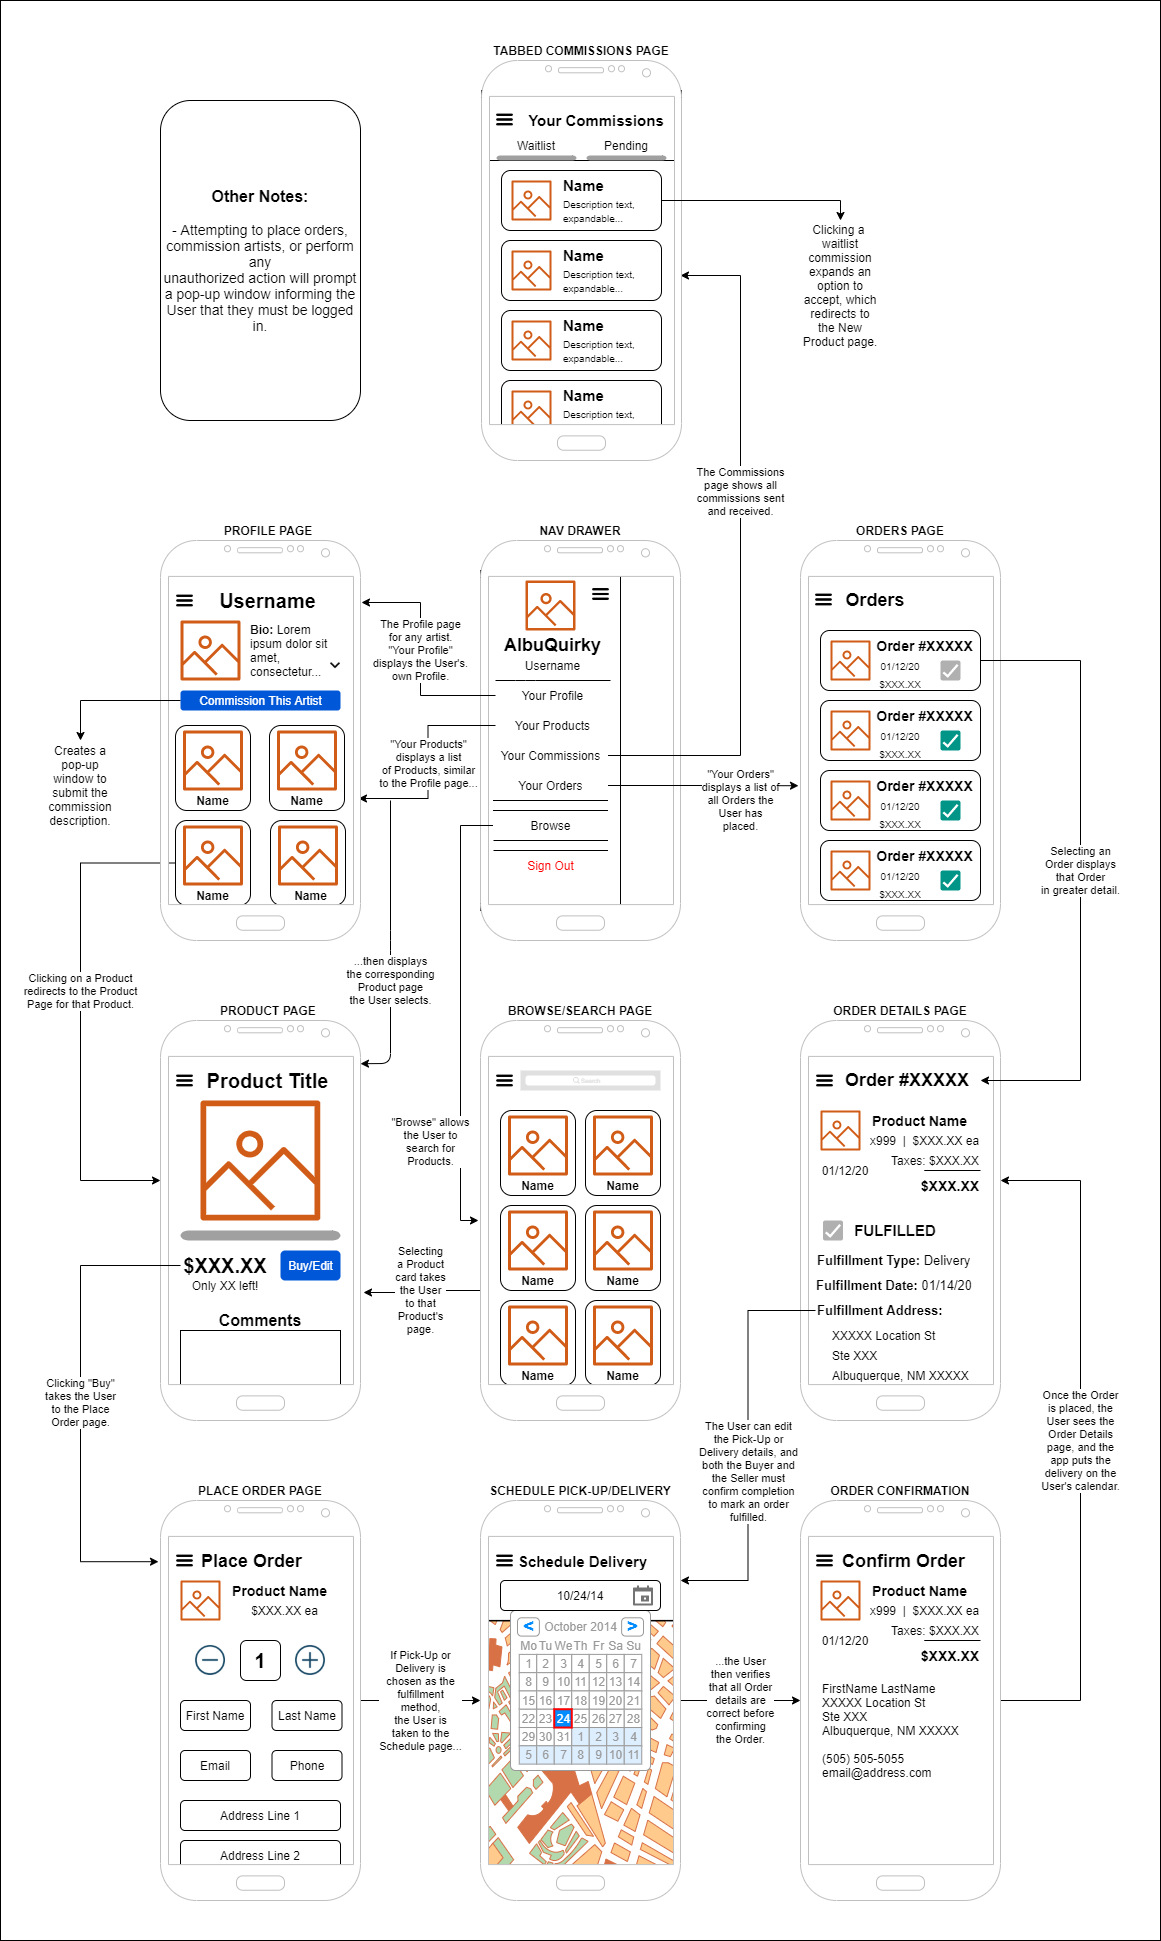 TABBED COMMISSIONS PAGE
Your Commissions
Waitlist
Pending
Name
Description text,
expandable...
Name
Description text,
expandable...
Name
Description text,
expandable...
Name
Description text,
Other Notes:
- Attempting to place orders,
commission artists, or perform
any
unauthorized action will prompt
a pop-up window informing the
User that they must be logged
in.
Clicking a
waitlist
commission
expands an
option to
accept, which
redirects to
the New
Product page.
The Commissions
page shows all
commissions sent
and received.
PROFILE PAGE
Username
Bio: Lorem
ipsum dolor sit
amet,
consectetur...
Commission This Artist
Name
Name
Name
Name
Creates a
pop-up
window to
submit the
commission
description.
The Profile page
for any artist.
"Your Profile"
displays the User's.
own Profile.
"Your Products"
displays a list
of Products, similar
to the Profile page...
NAV DRAWER
AlbuQuirky
Username
Your Profile
Your Products
Your Commissions
Your Orders
Browse
Sign Out
"Your Orders"
displays a list of
all Orders the
User has
placed.
ORDERS PAGE
Orders
Order #XXXXX
01/12/20
$XXX.XX
Order #XXXXX
01/12/20
$XXX.XX
Order #XXXXX
01/12/20
$XXX.XX
Order #XXXXX
01/12/20
$XXX.XX
Selecting an
Order displays
that Order
in greater detail.
Clicking on a Product
redirects to the Product
Page for that Product.
...then displays
the corresponding
Product page
the User selects.
PRODUCT PAGE
Product Title
$XXX.XX
Buy/Edit
Only XX left!
Comments
"Browse" allows
the User to
search for
Products.
Selecting
a Product
card takes
the User
to that
Product's
page.
BROWSE/SEARCH PAGE
Search
Name
Name
Name
Name
Name
Name
ORDER DETAILS PAGE
Order #XXXXX
Product Name
x999 | $XXX.XX ea
Taxes: $XXX.XX
01/12/20
$XXX.XX
FULFILLED
Fulfillment Type: Delivery
Fulfillment Date: 01/14/20
Fulfillment Address:
XXXXX Location St
Ste XXX
Albuquerque, NM XXXXX
Clicking "Buy"
takes the User
to the Place
Order page.
The User can edit
the Pick-Up or
Delivery details, and
both the Buyer and
the Seller must
confirm completion
to mark an order
fulfilled.
Once the Order
is placed, the
User sees the
Order Details
page, and the
app puts the
delivery on the
User's calendar.
PLACE ORDER PAGE
Place Order
Product Name
$XXX.XX ea
1
First Name
Last Name
Email
Phone
Address Line 1
Address Line 2
If Pick-Up or
Delivery is
chosen as the
fulfillment
method,
the User is
taken to the
Schedule page...
SCHEDULE PICK-UP/DELIVERY
Schedule Delivery
10/24/14
< October 2014 >
Mo Tu We Th Fr Sa Su
1 2 3 4 5 6 7
8 9 10 11 12 13 14
15 16 17 18 19 20 21
22 23 24 25 26 27 28
29 30 31 1 2 3 4
5 6 7 8 9 10 11
...the User
then verifies
that all Order
details are
correct before
confirming
the Order.
ORDER CONFIRMATION
Confirm Order
Product Name
x999 | $XXX.XX ea
Taxes: $XXX.XX
01/12/20
$XXX.XX
FirstName LastName
XXXXX Location St
Ste XXX
Albuquerque, NM XXXXX
(505) 505-5055
email@address.com